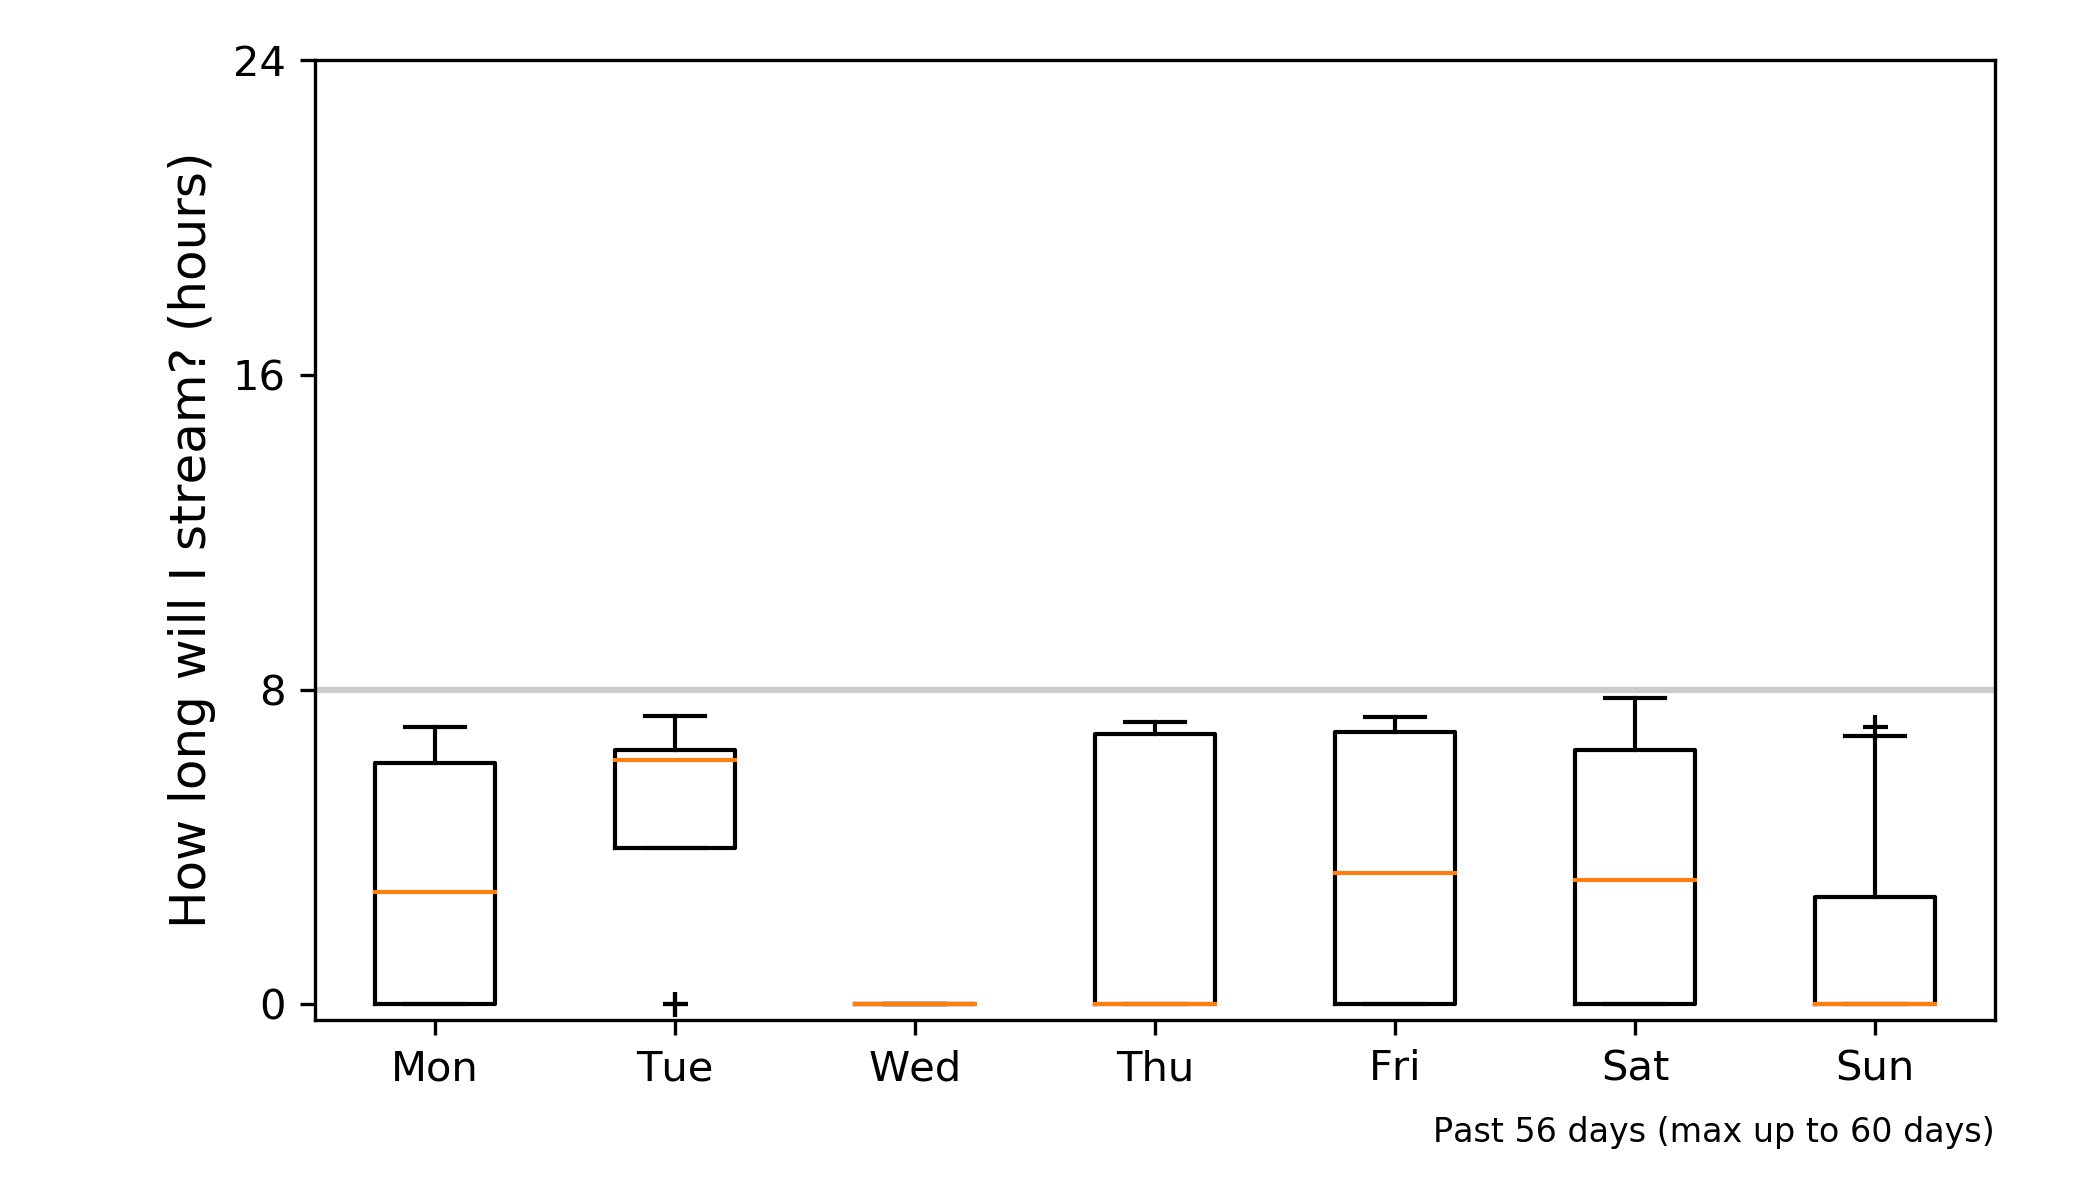 How long will I stream? (hours)
24
16
8
0
Mon Tue Wed Thu Fri Sat Sun
Past 56 days (max up to 60 days)